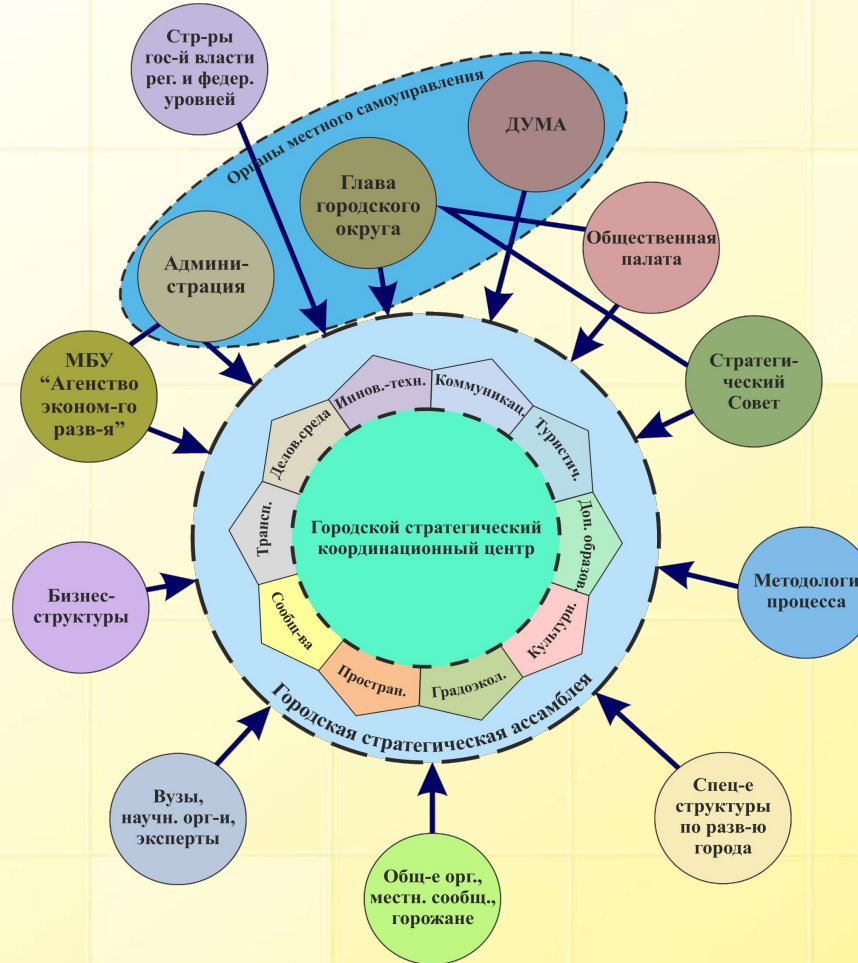 Стр-ры
гос-й власти
рег. и федер.
уровней
Органы местного самоуправления
ДУМА
Глава
городского
округа
Админи-
страция
Общественная
палата
МБУ
“Агенство
эконом-го
разв-я”
Стратеги-
ческий
Совет
Иннов.-техн.
Коммуникац.
Делов.среда
Туристич.
Трансп.
Доп. образов.
Городской стратегический
координационный центр
Сообщ-ва
Культурн.
Простран.
Градоэкол.
Городская стратегическая ассамблея
Бизнес-
структуры
Методологи
процесса
Вузы,
научн. орг-и,
эксперты
Спец-е
структуры
по разв-ю
города
Общ-е орг.,
местн. сообщ.,
горожане